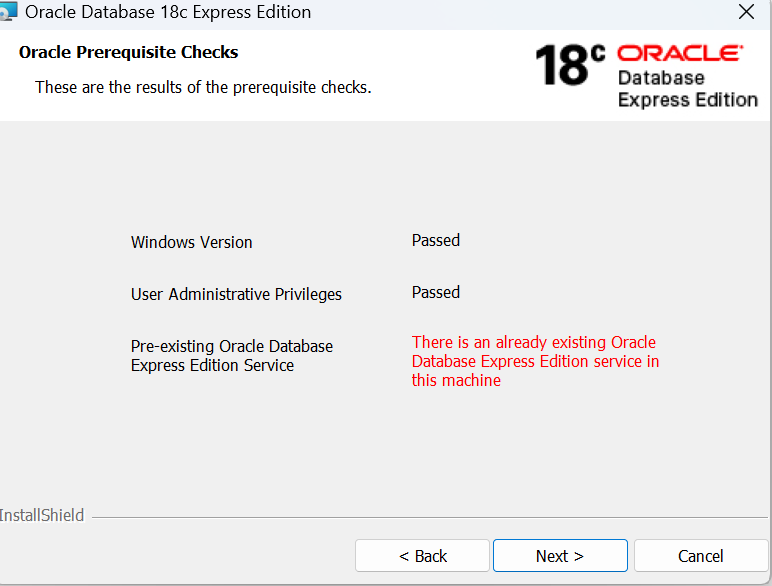 Oracle Database 18c Express Edition
Oracle Prerequisite Checks
These are the results of the prerequisite checks.
18c ORACLE
Database
Express Edition
Windows Version Passed
User Administrative Privileges Passed
Pre-existing Oracle Database
Express Edition Service
There is an already existing Oracle
Database Express Edition service in
this machine
InstallShield
< Back Next > Cancel